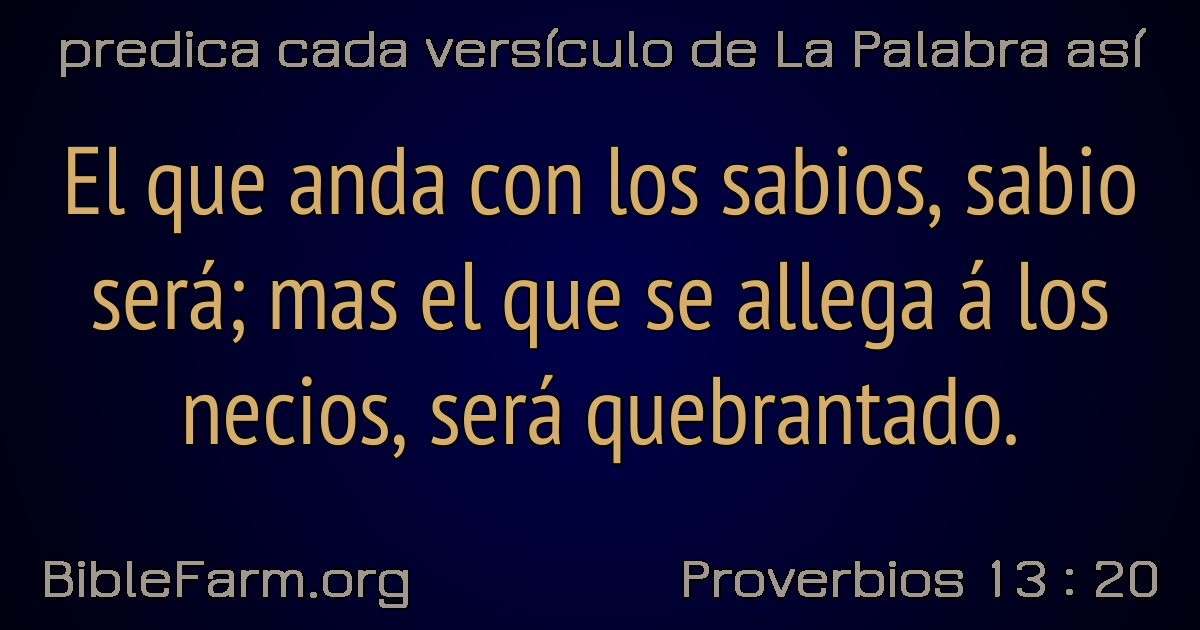 predica cada versículo de La Palabra así
El que anda con los sabios, sabio
será; mas el que se allega á los
necios, será quebrantado.
BibleFarm.org
Proverbios 13 : 20